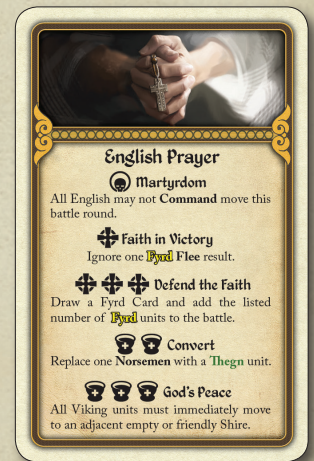 English Prayer
Martyrdom
All English may not Command move this
battle round.
Faith in Victory
Ignore one Fyrd Flee result.
Defend the Faith
Draw a Fyrd Card and add the listed
number of Fyrd units to the battle.
Convert
Replace one Norsemen with a Thegn unit.
God's Peace
All Viking units must immediately move
to an adjacent empty or friendly Shire.